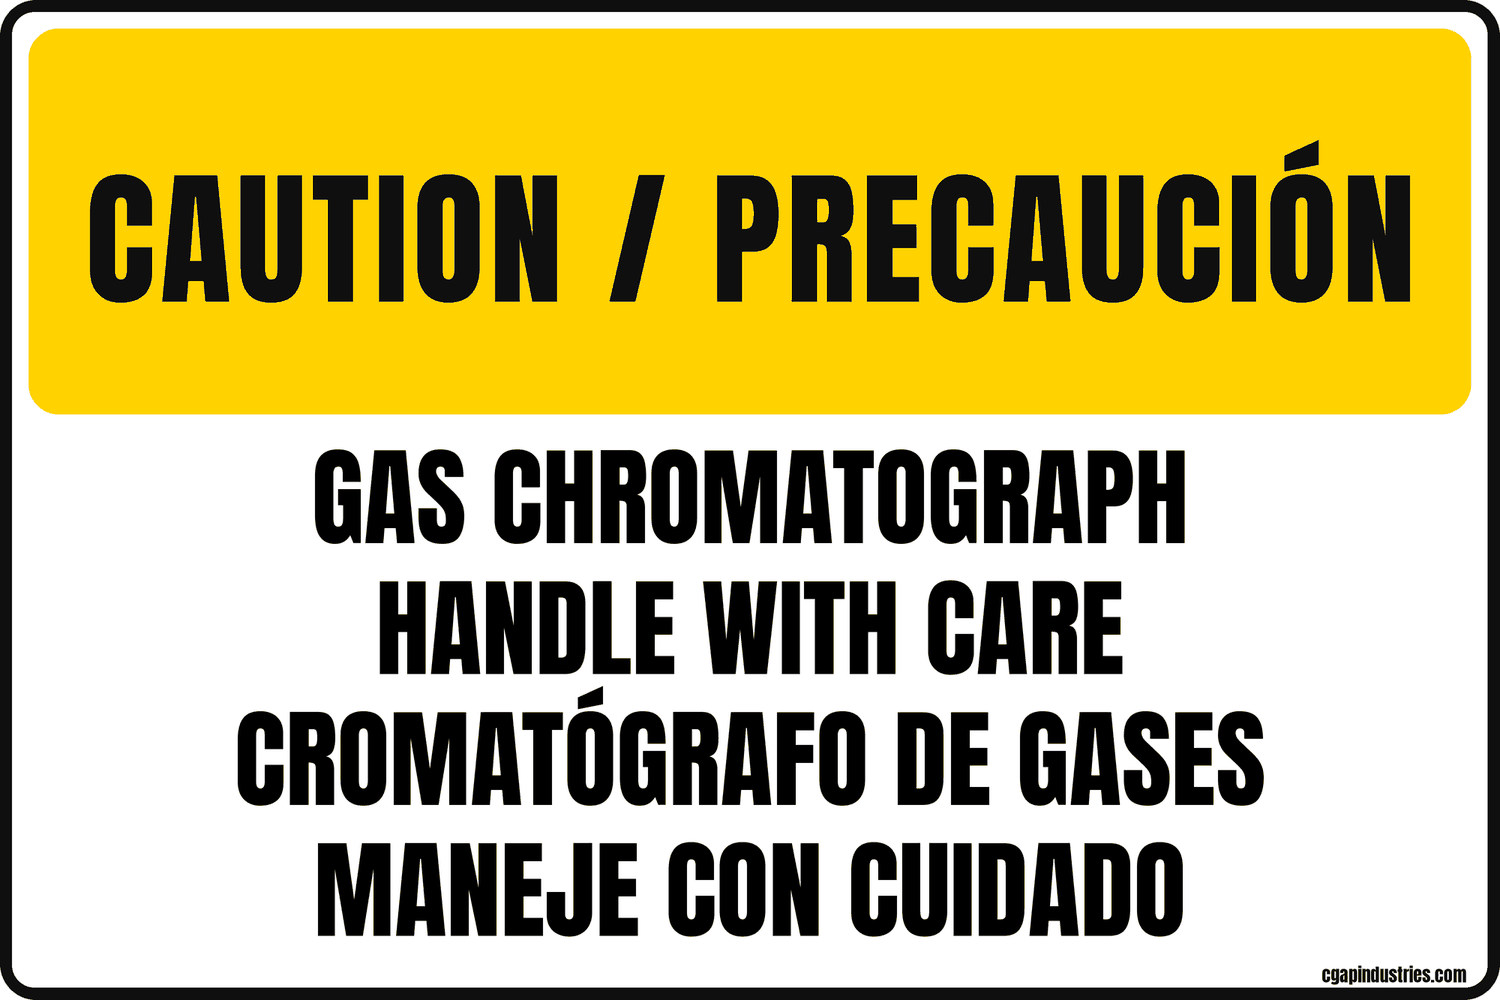 CAUTION / PRECAUCIÓN
GAS CHROMATOGRAPH
HANDLE WITH CARE
CROMATÓGRAFO DE GASES
MANEJE CON CUIDADO
cgapindustries.com